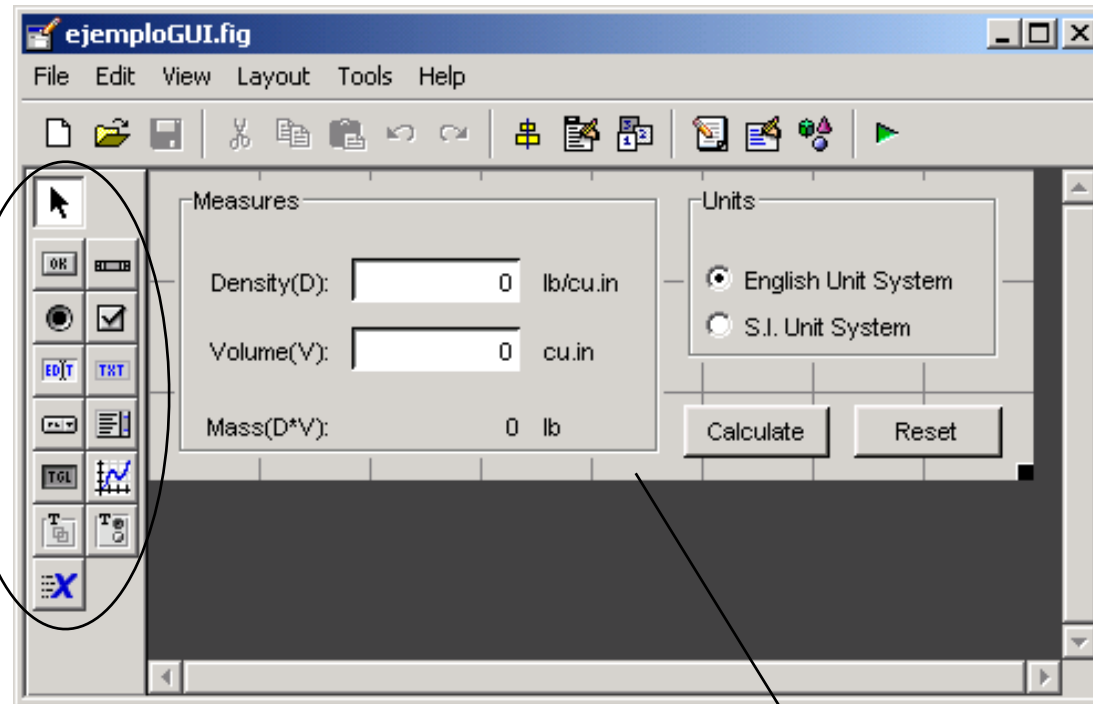 ejemploGUI.fig
File Edit View Layout Tools Help
Measures
Units
Density(D): 0 lb/cu.in
English Unit System
S.I. Unit System
Volume(V): 0 cu.in
Mass(D*V): 0 lb
Calculate Reset
OK
EDIT TXT
TGL
T T
X